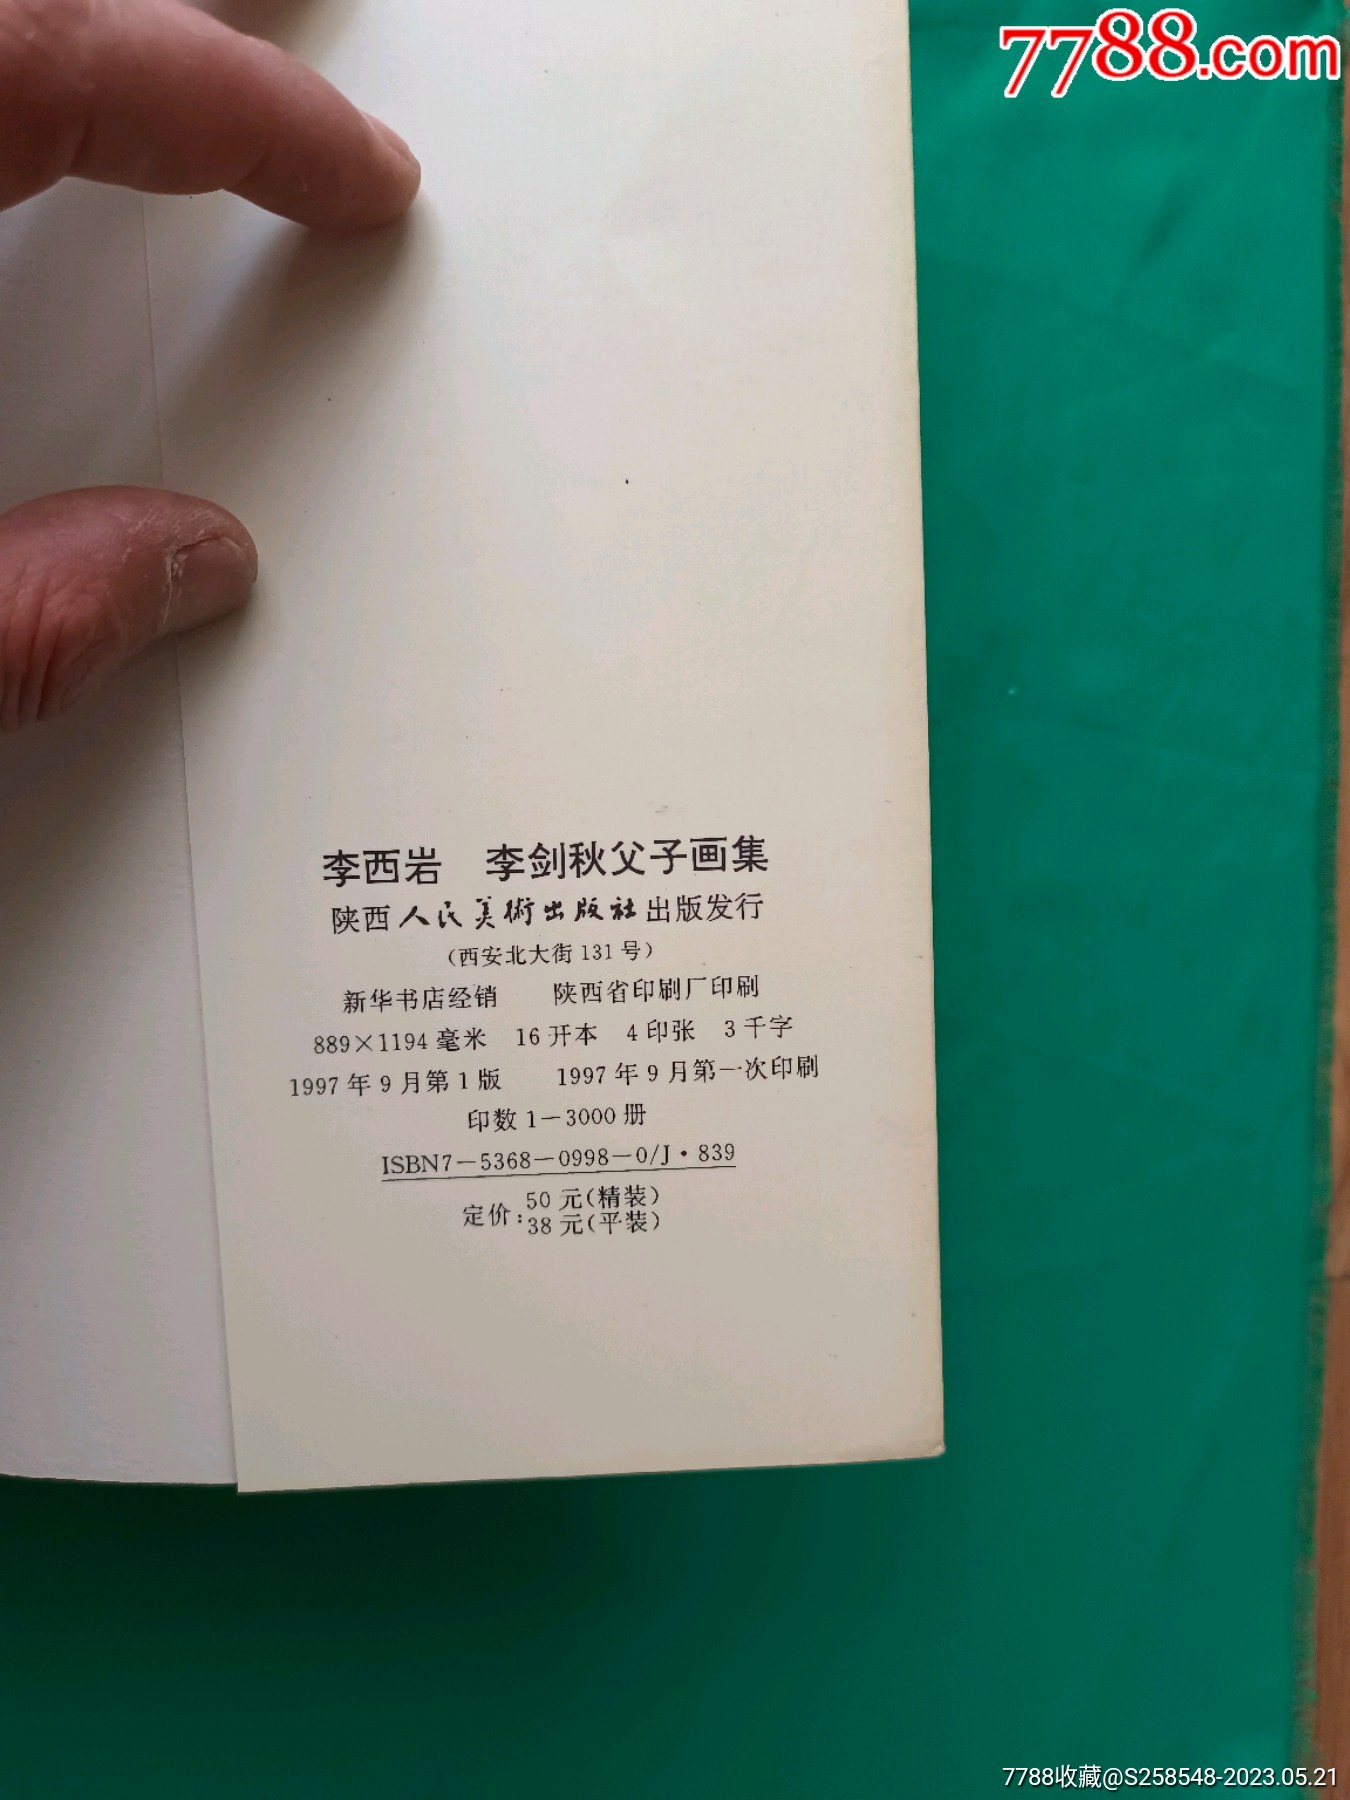 7788.com
李西岩　李剑秋父子画集
陕西人民美術出版社出版发行
（西安北大街131号）
新华书店经销　　陕西省印刷厂印刷
889×1194毫米　16开本　4印张　3千字
1997年9月第1版　　1997年9月第一次印刷
印数1—3000册
ISBN7－5368－0998－0/J·839
定价：50元（精装）
38元（平装）
7788收藏@S258548-2023.05.21